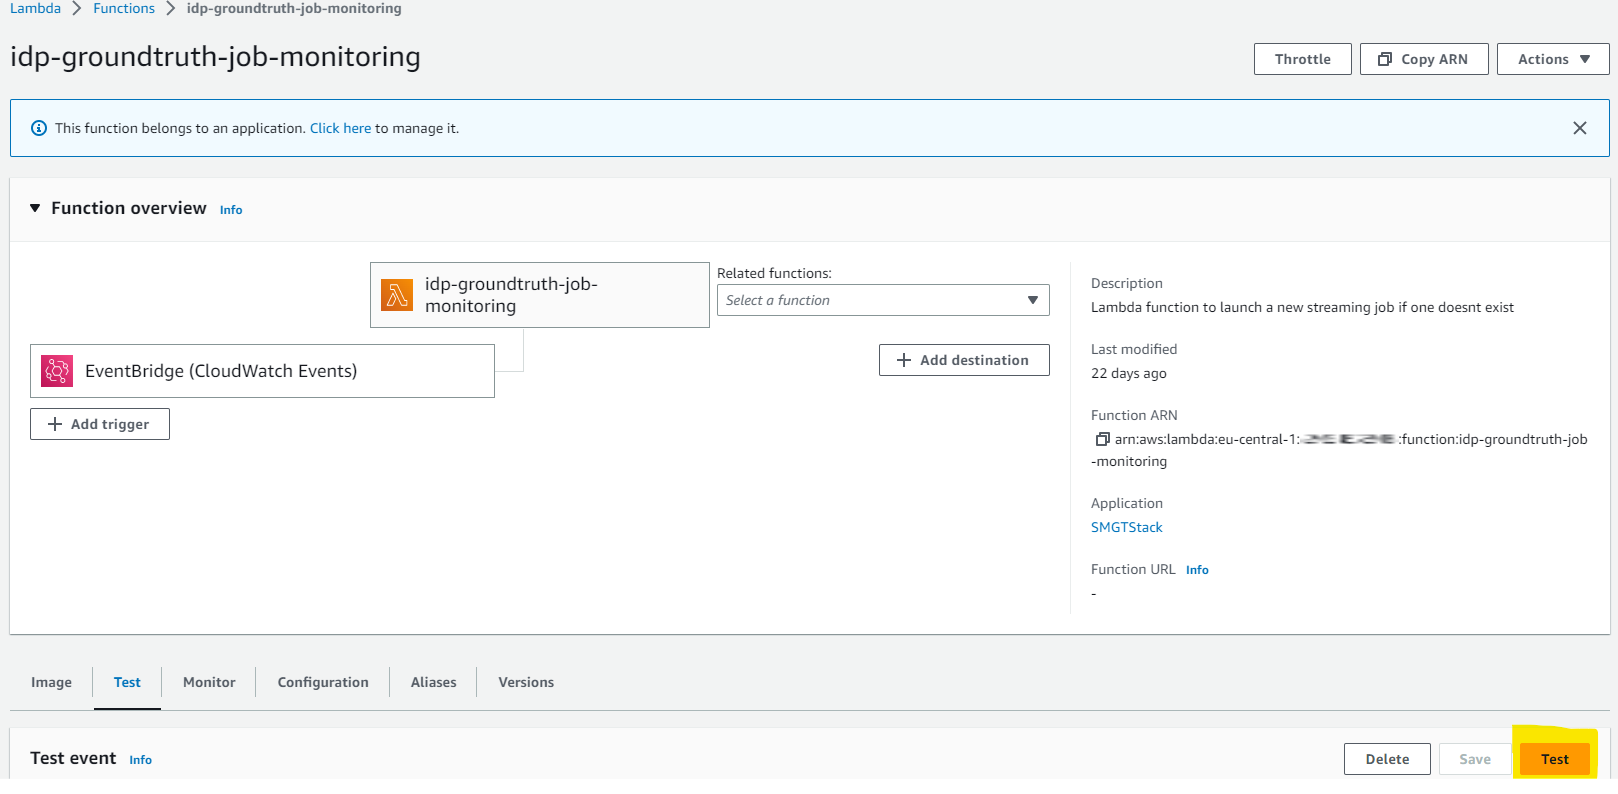 Lambda > Functions > idp-groundtruth-job-monitoring
idp-groundtruth-job-monitoring
Throttle
Copy ARN
Actions
This function belongs to an application. Click here to manage it.
Function overview Info
idp-groundtruth-job-
monitoring
Related functions:
Select a function
EventBridge (CloudWatch Events)
+ Add destination
+ Add trigger
Description
Lambda function to launch a new streaming job if one doesnt exist
Last modified
22 days ago
Function ARN
arn:aws:lambda:eu-central-1: :function:idp-groundtruth-job
-monitoring
Application
SMGTStack
Function URL Info
-
Image
Test
Monitor
Configuration
Aliases
Versions
Test event Info
Delete
Save
Test